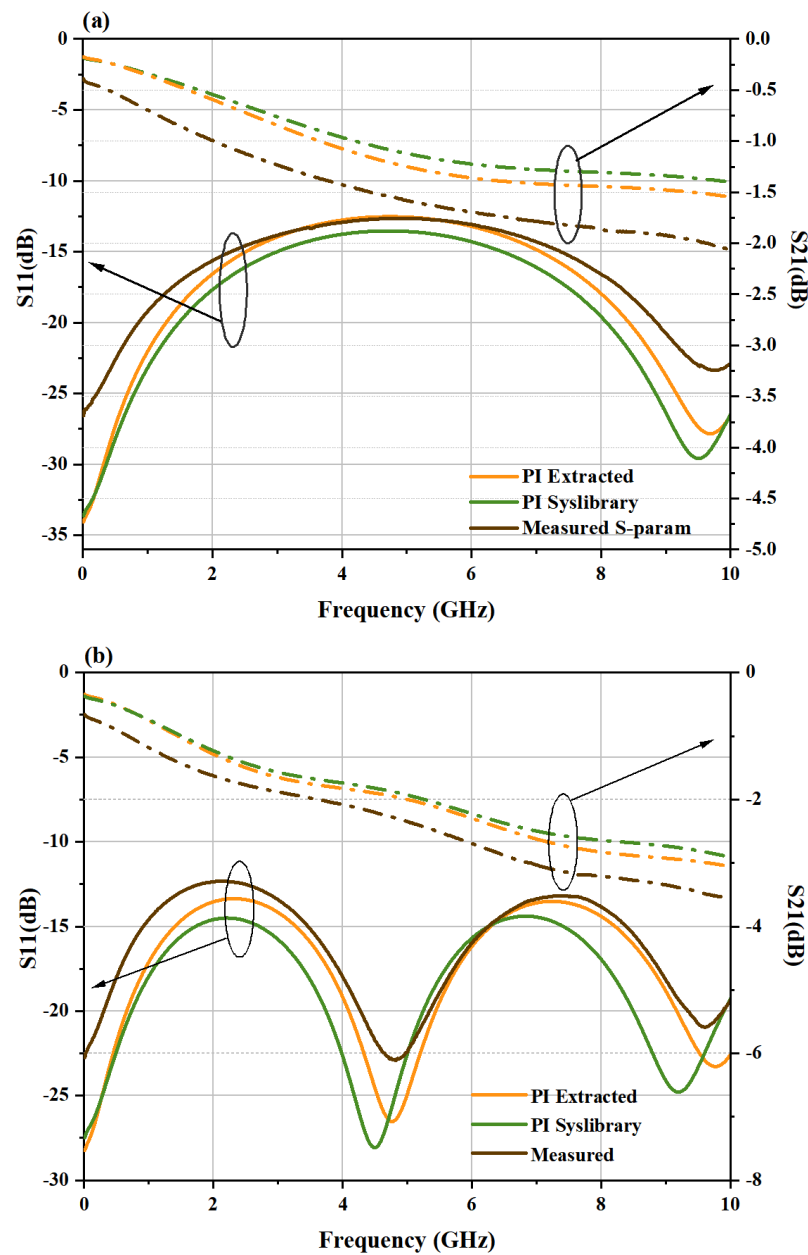 (a)
0
-5
-10
-15
-20
-25
-30
-35
S11(dB)
0.0
-0.5
-1.0
-1.5
-2.0
-2.5
-3.0
-3.5
-4.0
-4.5
-5.0
S21(dB)
PI Extracted
PI Syslibrary
Measured S-param
0 2 4 6 8 10
Frequency (GHz)
(b)
0
-5
-10
-15
-20
-25
-30
S11(dB)
0
-2
-4
-6
-8
S21(dB)
PI Extracted
PI Syslibrary
Measured
0 2 4 6 8 10
Frequency (GHz)